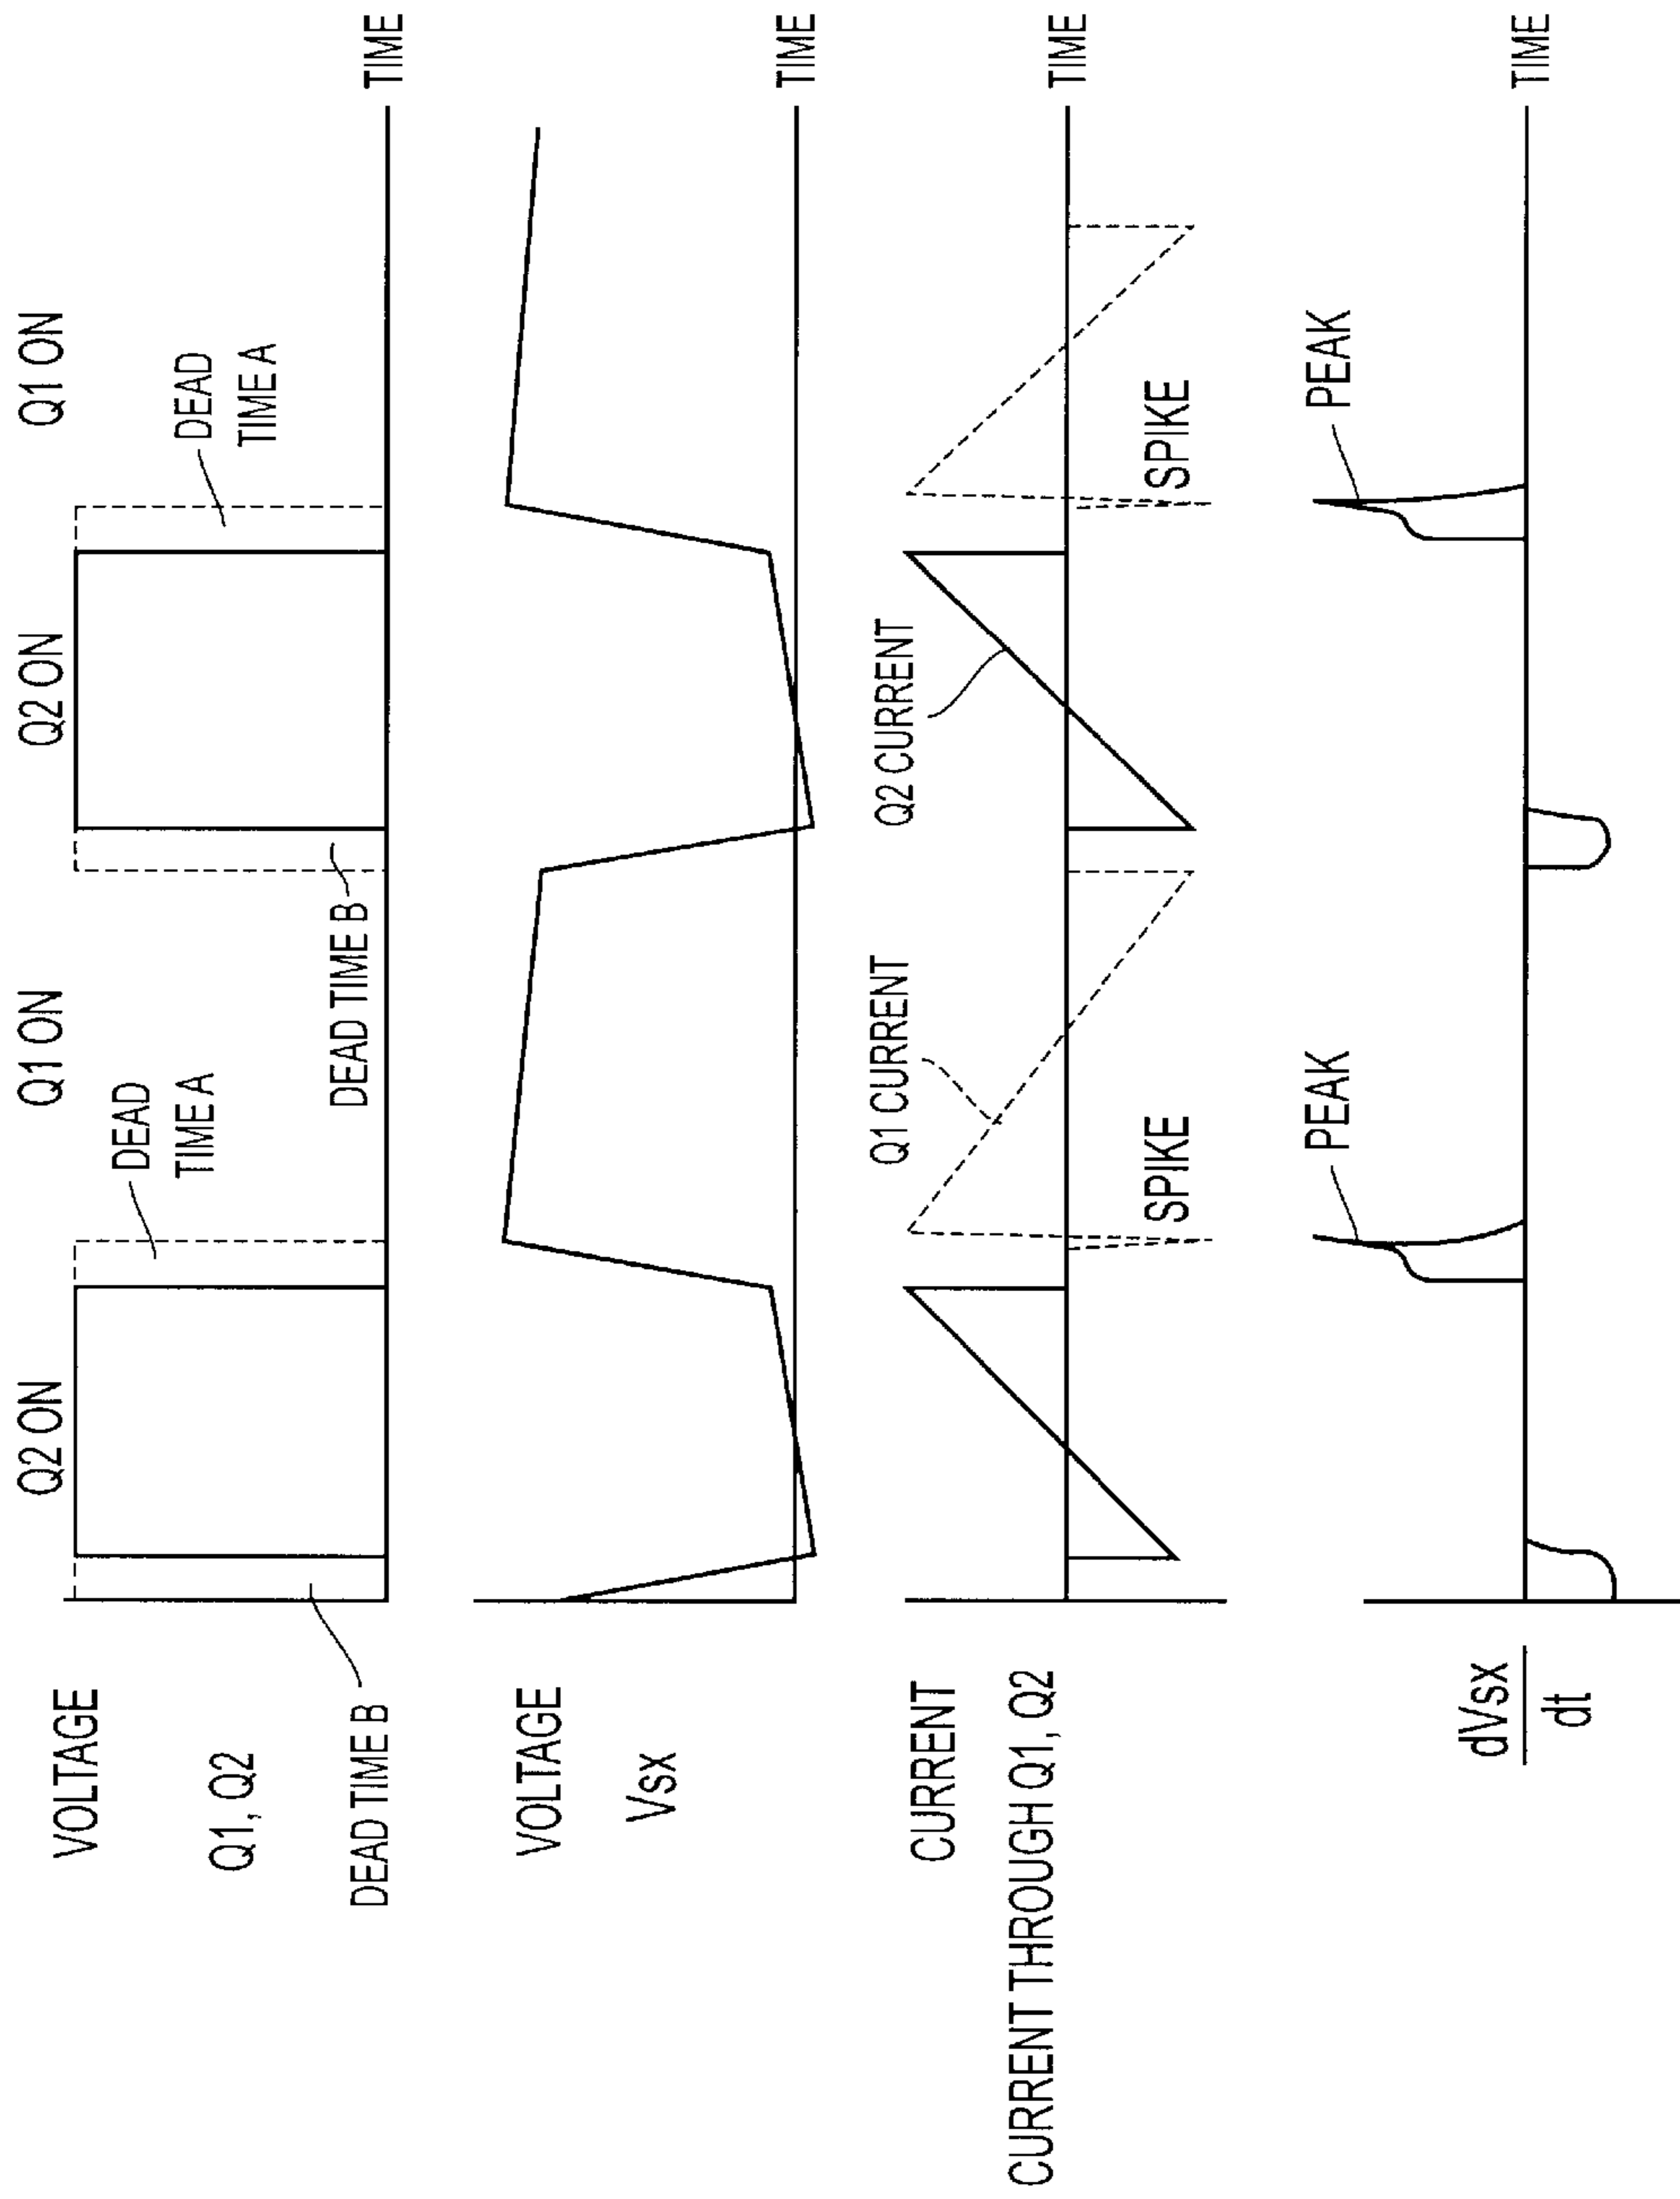 VOLTAGE
Q1, Q2
DEAD TIME B
Q2 ON
DEAD
TIME A
Q1 ON
DEAD TIME B
Q2 ON
DEAD
TIME A
Q1 ON
TIME
VOLTAGE
Vsx
TIME
CURRENT
CURRENT THROUGH Q1, Q2
SPIKE
Q1 CURRENT
Q2 CURRENT
SPIKE
TIME
dVsx
dt
PEAK
PEAK
TIME